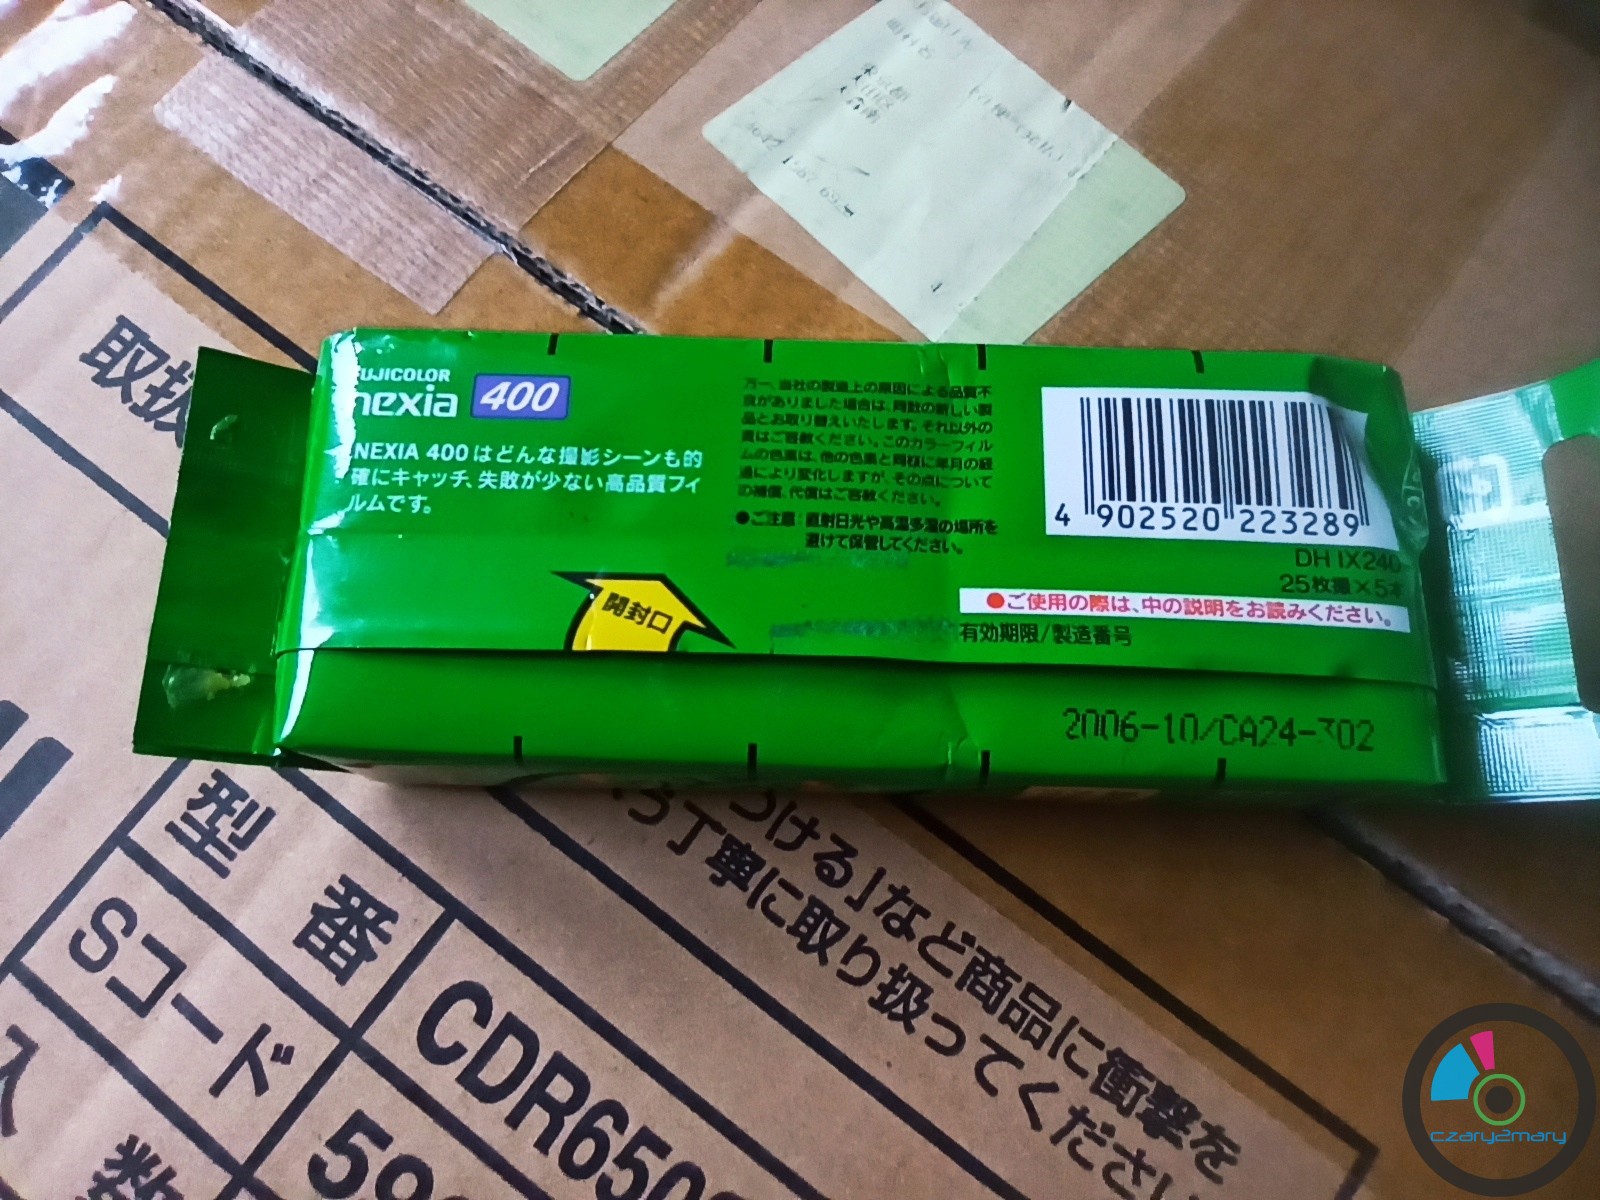 東京都
大田区
大森南
取扱
FUJICOLOR
nexia 400
NEXIA 400はどんな撮影シーンも的
確にキャッチ、失敗が少ない高品質フィ
ルムです。
万一、当社の製造上の原因による品質不
良がありました場合は、同数の新しい製
品とお取り替えいたします。それ以外の
責はご容赦ください。このカラーフィル
ムの色素は、他の色素と同様に年月の経
過により変化しますが、その点について
の補償、代償はご容赦ください。
●ご注意:直射日光や高温多湿の場所を
避けて保管してください。
4 902520 223289
DH IX240
25枚撮×5本
●ご使用の際は、中の説明をお読みください。
有効期限/製造番号
開封口
2006-10/CA24-302
つける」など商品に衝撃を
う丁寧に取り扱ってください
型番
CDR650
Sコード
59
入数
czary2mary